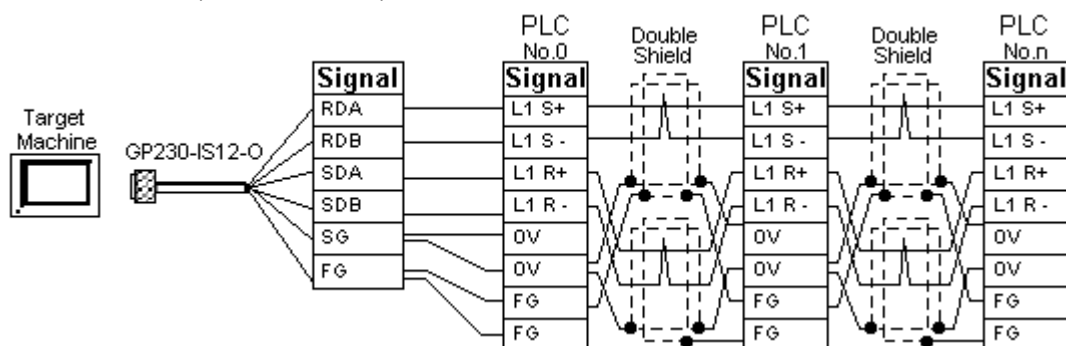 Target
Machine
GP230-IS12-O
Signal
RDA
RDB
SDA
SDB
SG
FG
PLC
No.0
Signal
L1 S+
L1 S -
L1 R+
L1 R -
0V
0V
FG
FG
Double
Shield
PLC
No.1
Signal
L1 S+
L1 S -
L1 R+
L1 R -
0V
0V
FG
FG
Double
Shield
PLC
No.n
Signal
L1 S+
L1 S -
L1 R+
L1 R -
0V
0V
FG
FG